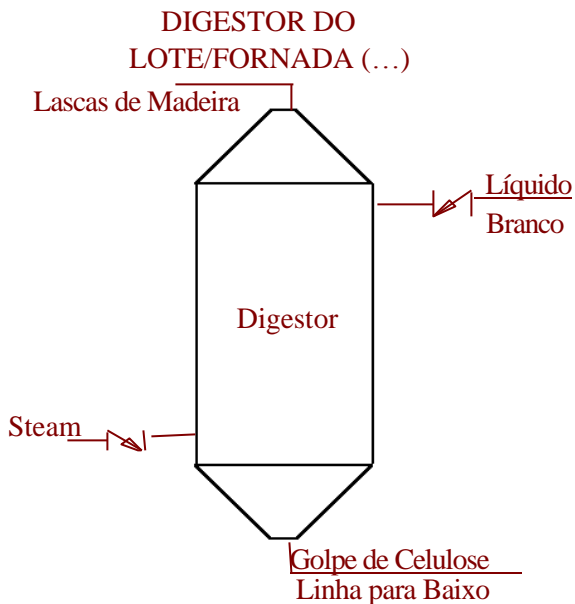 DIGESTOR DO
LOTE/FORNADA (…)
Lascas de Madeira
Líquido
Branco
Digestor
Steam
Golpe de Celulose
Linha para Baixo